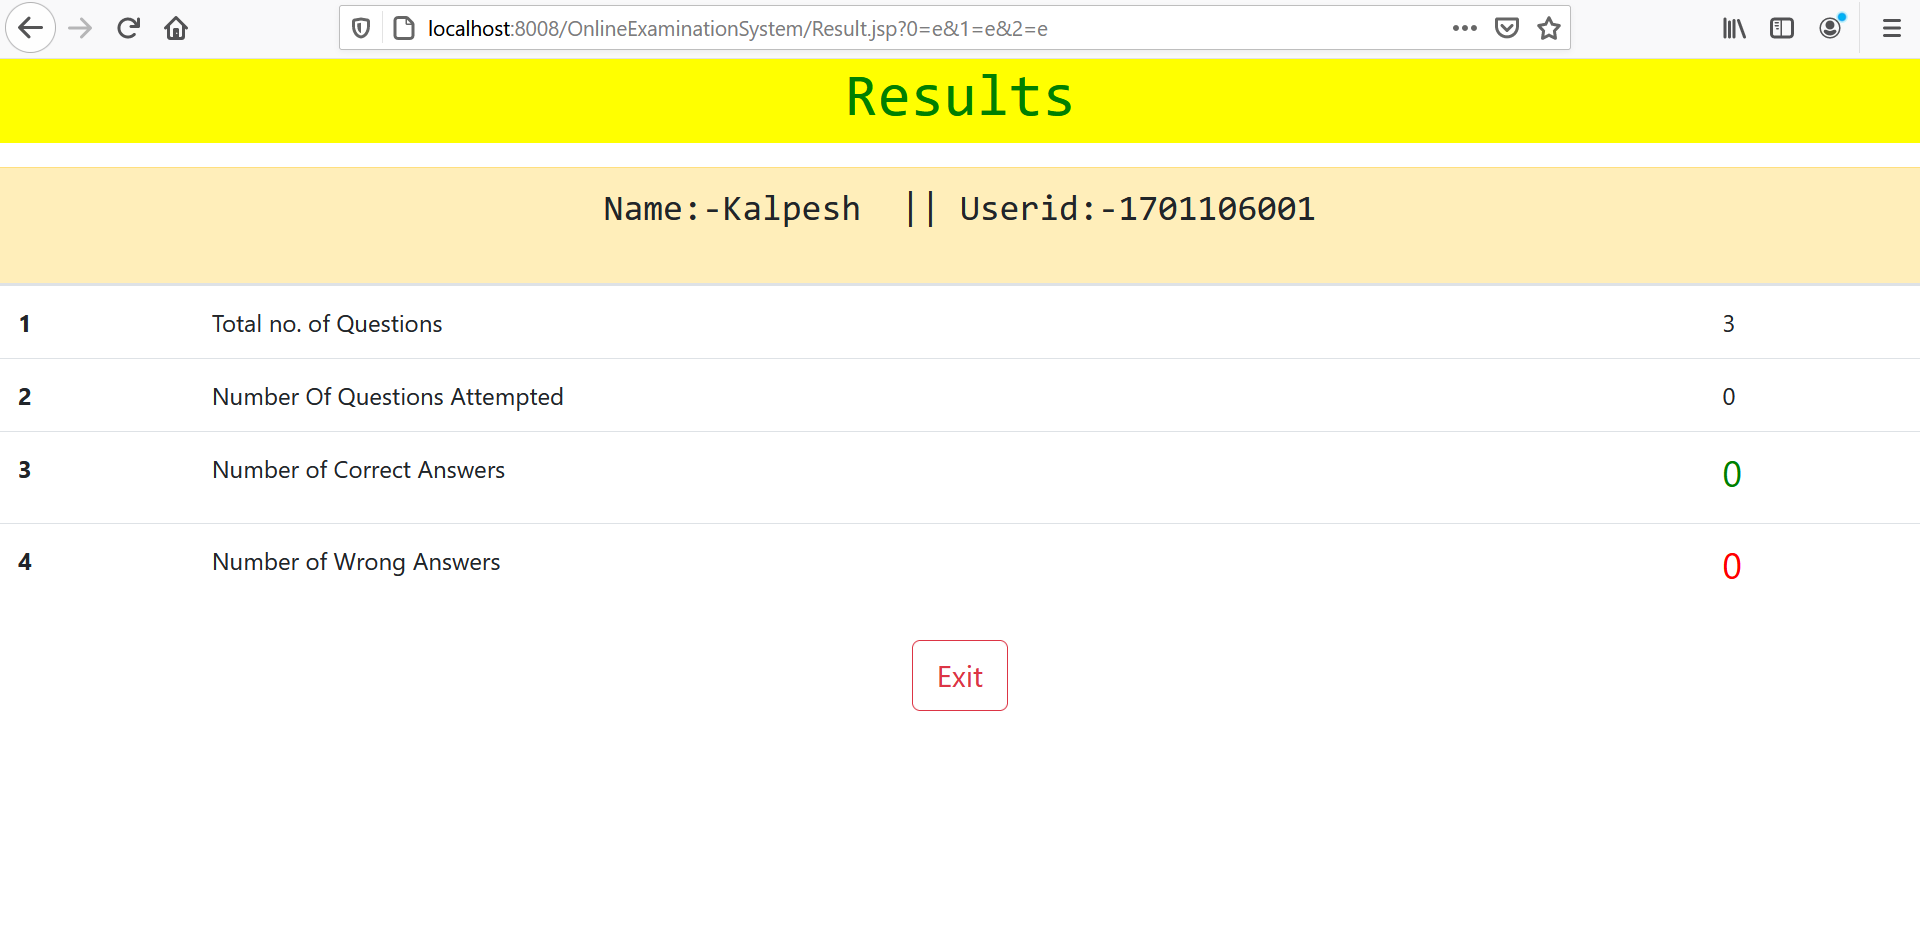 localhost:8008/OnlineExaminationSystem/Result.jsp?0=e&1=e&2=e
Results
Name:-Kalpesh || Userid:-1701106001
1 Total no. of Questions 3
2 Number Of Questions Attempted 0
3 Number of Correct Answers 0
4 Number of Wrong Answers 0
Exit